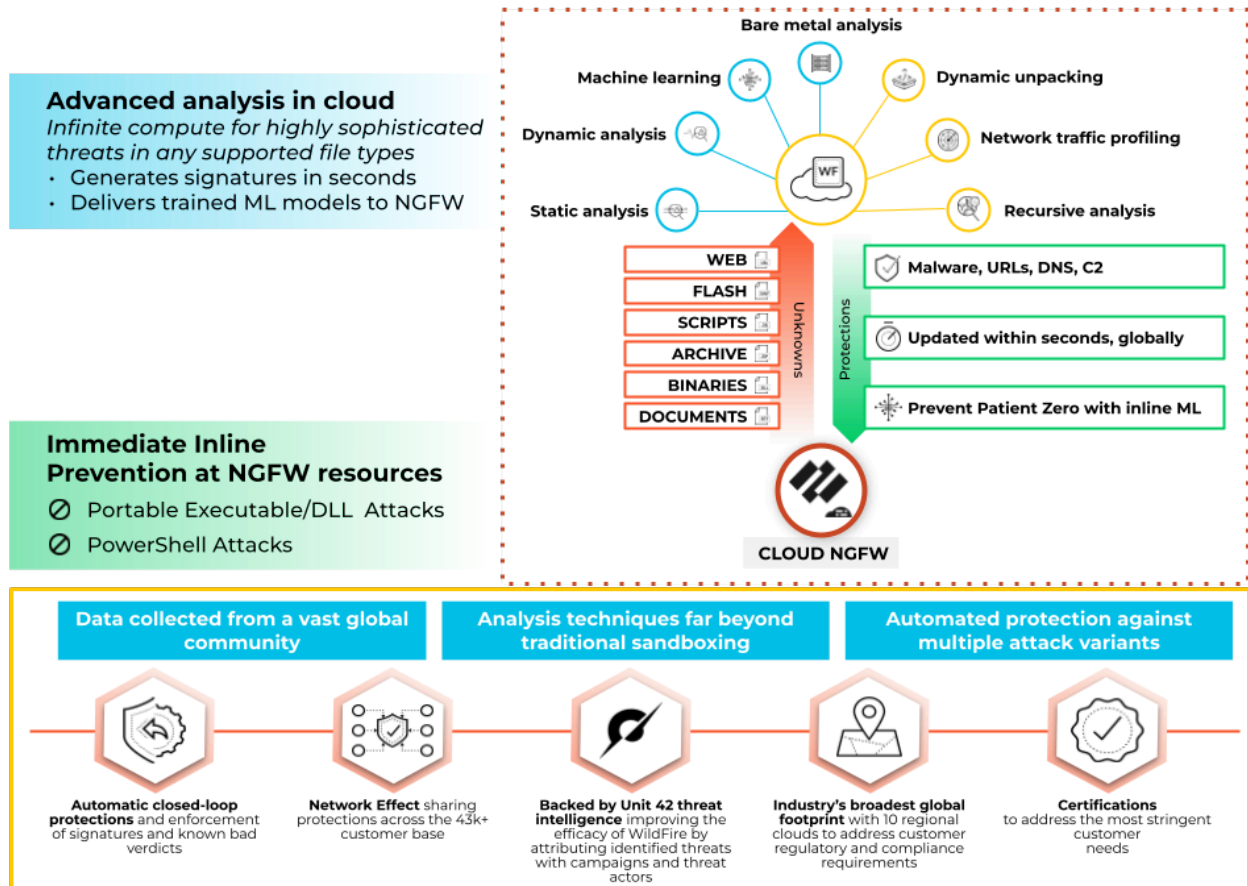 Advanced analysis in cloud
Infinite compute for highly sophisticated
threats in any supported file types
• Generates signatures in seconds
• Delivers trained ML models to NGFW
Immediate Inline
Prevention at NGFW resources
Portable Executable/DLL Attacks
PowerShell Attacks
Bare metal analysis
Machine learning
Dynamic unpacking
Dynamic analysis
Network traffic profiling
WF
Static analysis
Recursive analysis
WEB
FLASH
SCRIPTS
ARCHIVE
BINARIES
DOCUMENTS
Unknowns
Protections
Malware, URLs, DNS, C2
Updated within seconds, globally
Prevent Patient Zero with inline ML
CLOUD NGFW
Data collected from a vast global
community
Analysis techniques far beyond
traditional sandboxing
Automated protection against
multiple attack variants
Automatic closed-loop
protections and enforcement
of signatures and known bad
verdicts
Network Effect sharing
protections across the 43k+
customer base
Backed by Unit 42 threat
intelligence improving the
efficacy of WildFire by
attributing identified threats
with campaigns and threat
actors
Industry's broadest global
footprint with 10 regional
clouds to address customer
regulatory and compliance
requirements
Certifications
to address the most stringent
customer
needs